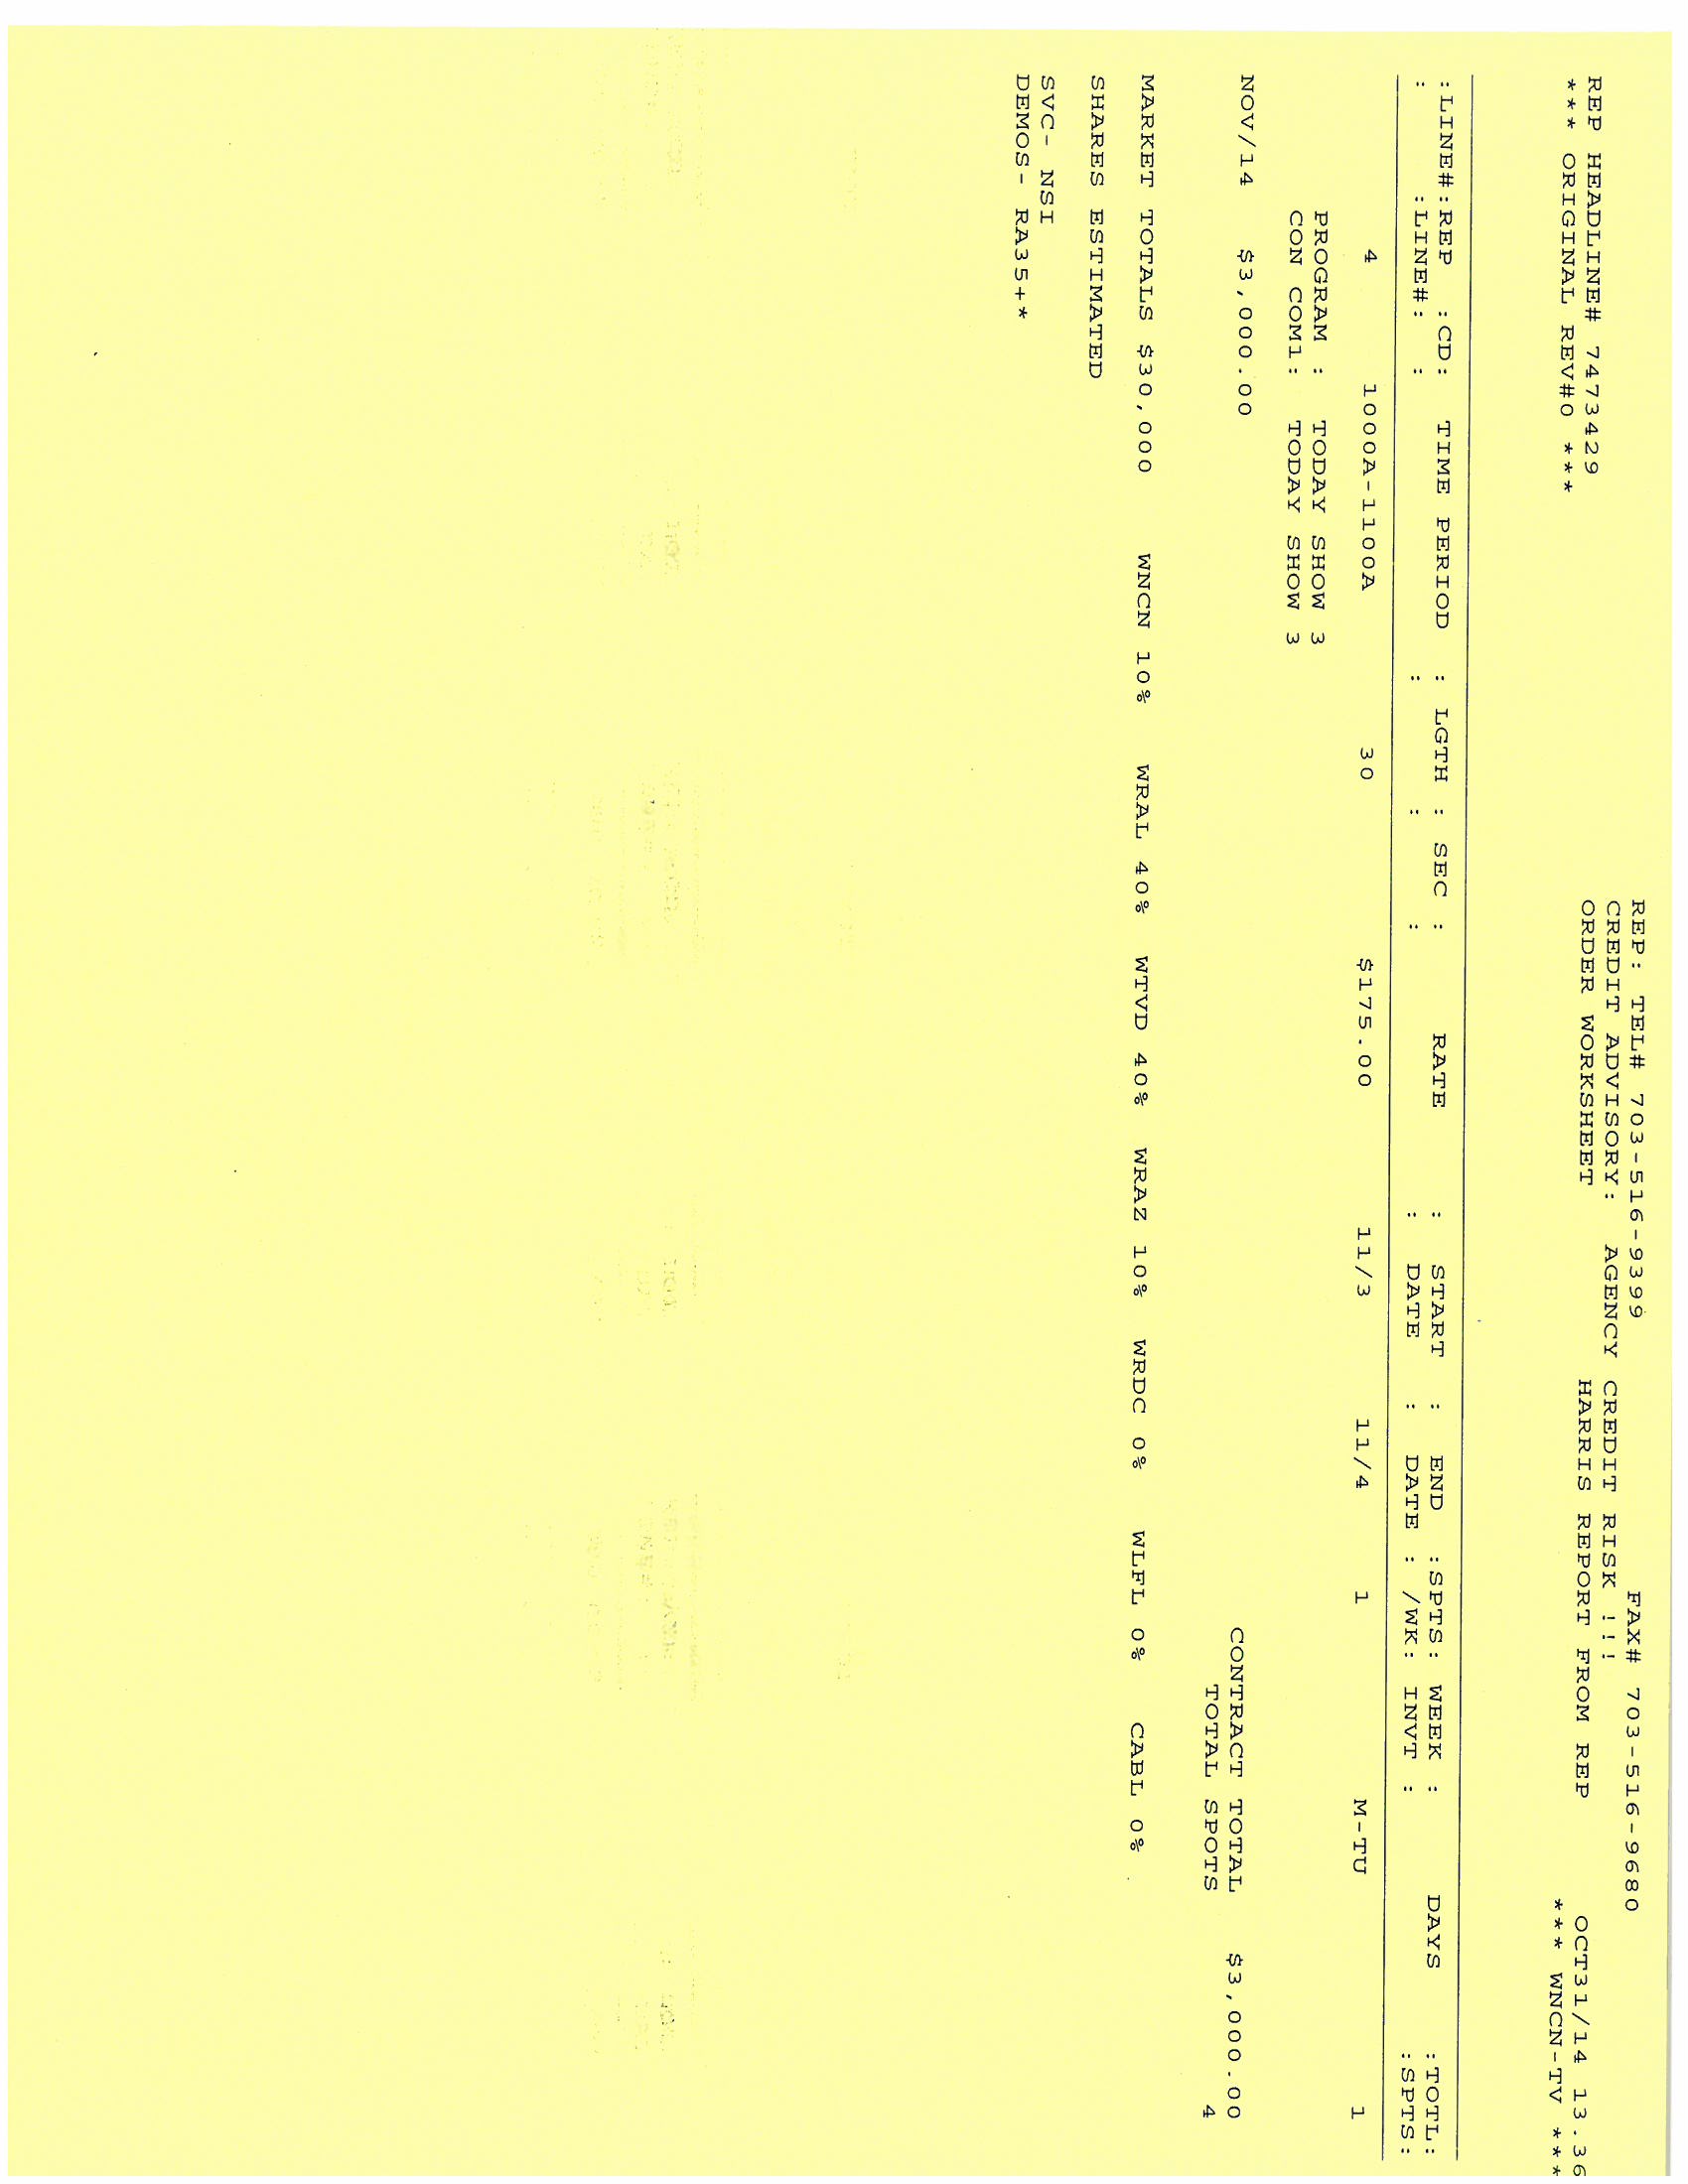 REP: TEL# 703-516-9399 FAX# 703-516-9680
CREDIT ADVISORY: AGENCY CREDIT RISK !!!
REP HEADLINE# 7473429 ORDER WORKSHEET HARRIS REPORT FROM REP OCT31/14 13.36
*** ORIGINAL REV#0 *** *** WNCN-TV ***
:LINE#:REP :CD: TIME PERIOD : LGTH : SEC : RATE : START : END :SPTS: WEEK : DAYS :TOTL:
: :LINE#: : : : : : DATE : DATE : /WK: INVT : :SPTS:
4 1000A-1100A 30 $175.00 11/3 11/4 1 M-TU 1
PROGRAM : TODAY SHOW 3
CON COM1: TODAY SHOW 3
NOV/14 $3,000.00 CONTRACT TOTAL $3,000.00
TOTAL SPOTS 4
MARKET TOTALS $30,000 WNCN 10% WRAL 40% WTVD 40% WRAZ 10% WRDC 0% WLFL 0% CABL 0%
SHARES ESTIMATED
SVC- NSI
DEMOS- RA35+*